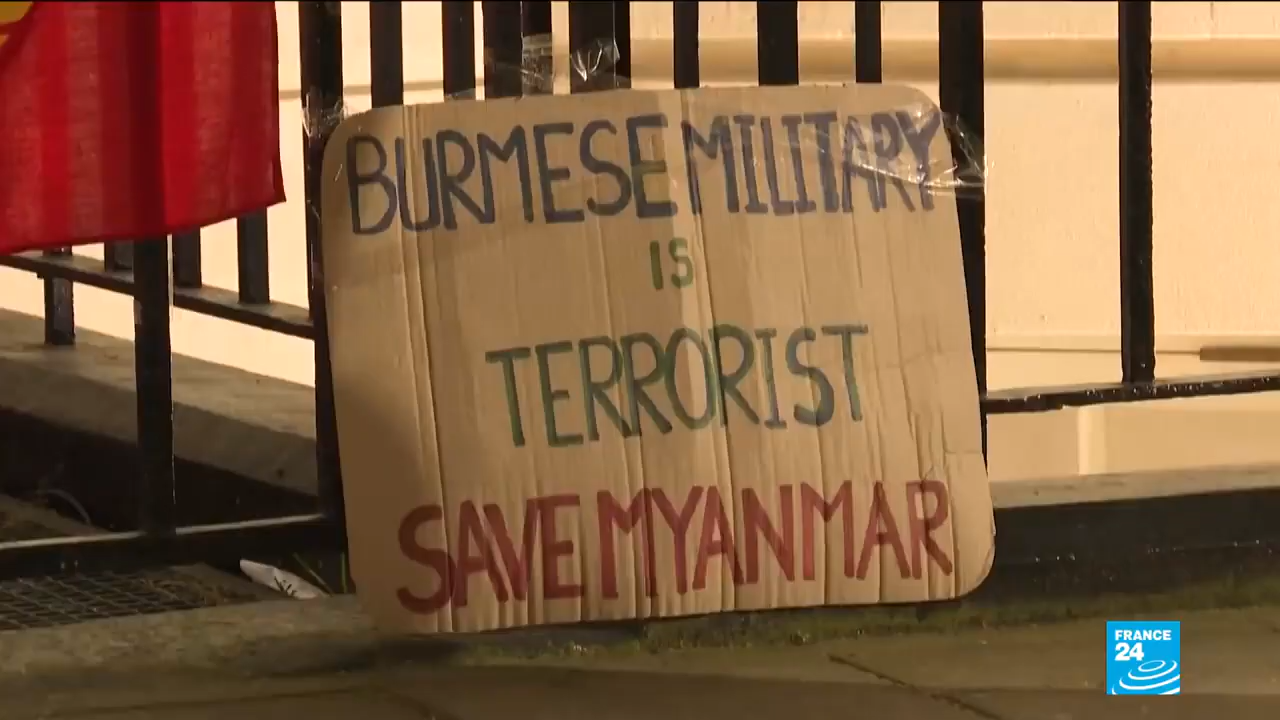 BURMESE MILITARY
IS
TERRORIST
SAVE MYANMAR
FRANCE
24